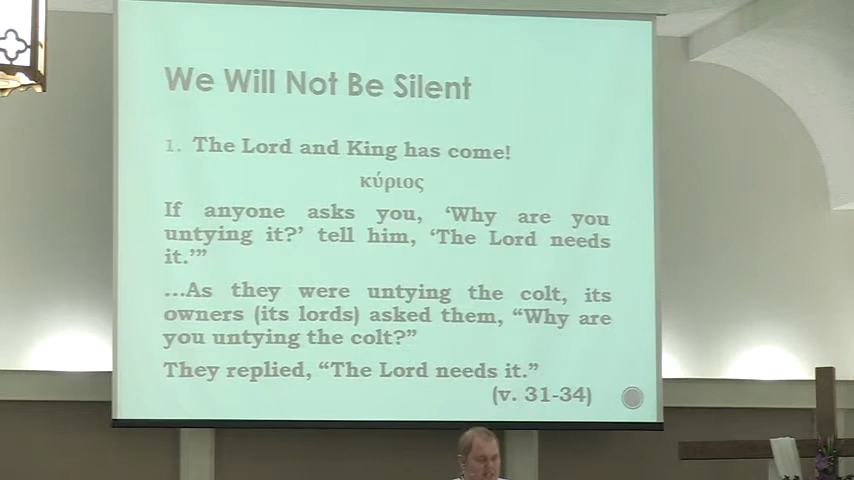 We Will Not Be Silent
1. The Lord and King has come!
κύριος
If anyone asks you, ‘Why are you
untying it?’ tell him, ‘The Lord needs
it.’”
...As they were untying the colt, its
owners (its lords) asked them, “Why are
you untying the colt?”
They replied, “The Lord needs it.”
(v. 31-34)